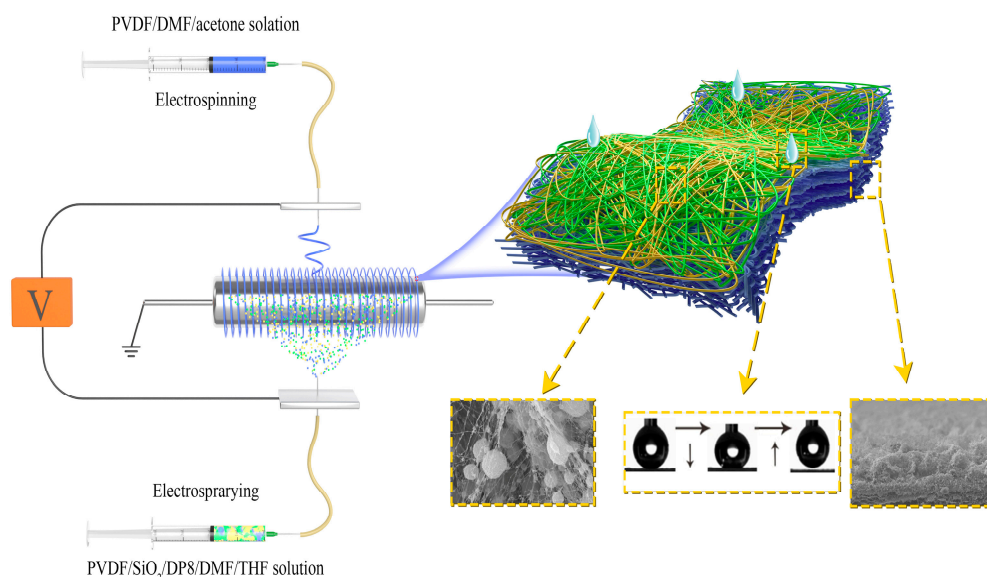 PVDF/DMF/acetone solation
Electrospinning
V
Electrosprarying
PVDF/SiO₂/DP8/DMF/THF solution